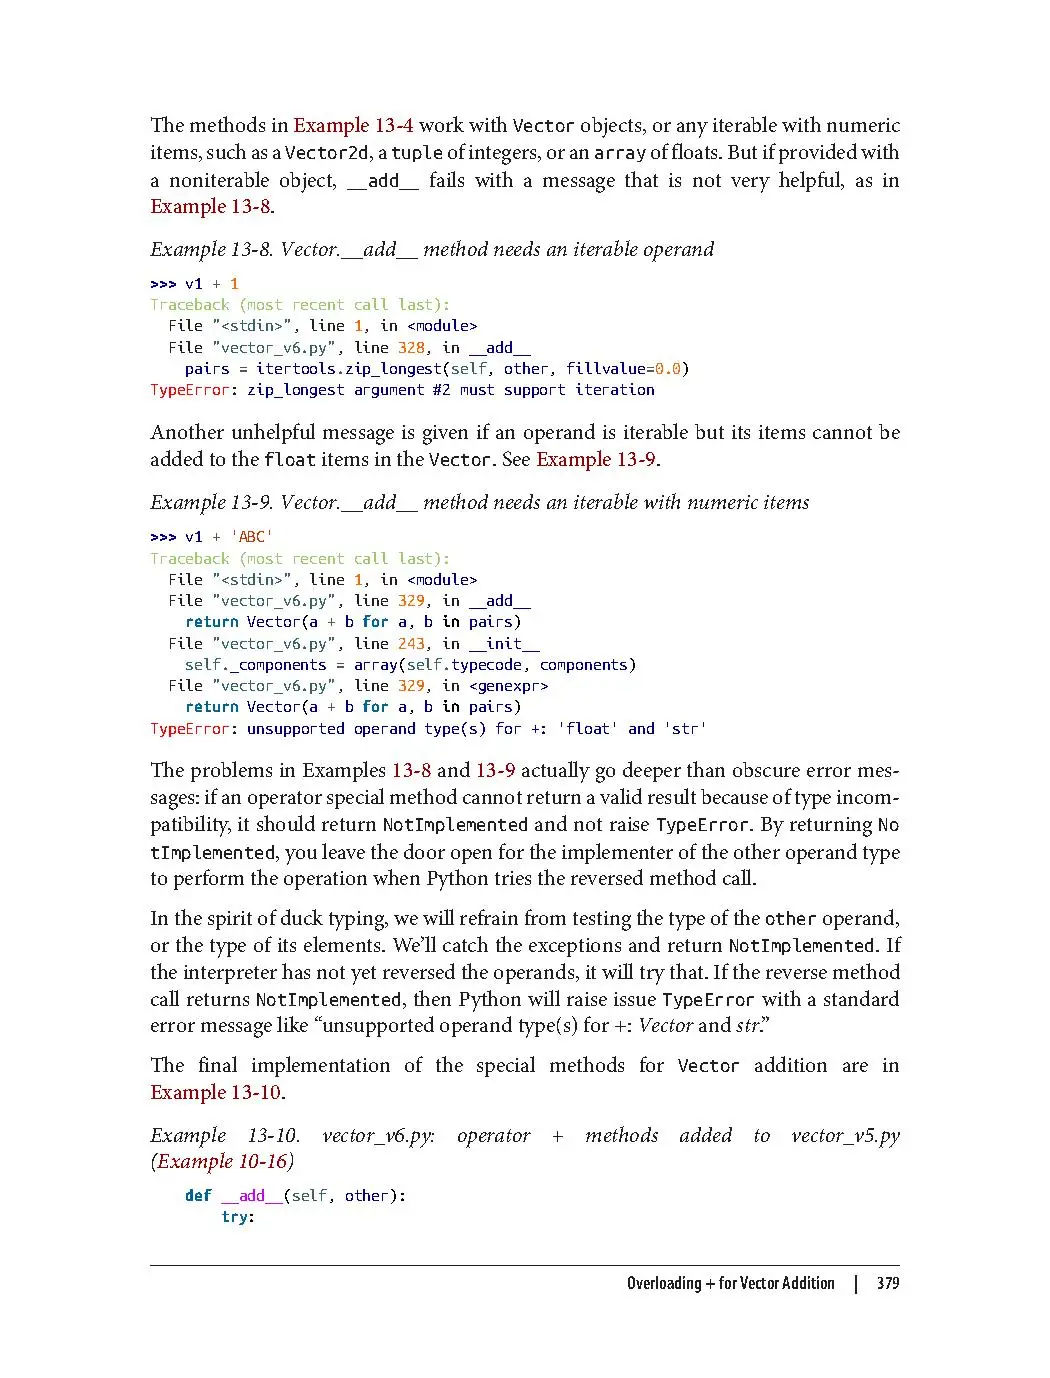 The methods in Example 13-4 work with Vector objects, or any iterable with numeric
items, such as a Vector2d, a tuple of integers, or an array of floats. But if provided with
a noniterable object, __add__ fails with a message that is not very helpful, as in
Example 13-8.
Example 13-8. Vector.__add__ method needs an iterable operand
>>> v1 + 1
Traceback (most recent call last):
  File "<stdin>", line 1, in <module>
  File "vector_v6.py", line 328, in __add__
    pairs = itertools.zip_longest(self, other, fillvalue=0.0)
TypeError: zip_longest argument #2 must support iteration
Another unhelpful message is given if an operand is iterable but its items cannot be
added to the float items in the Vector. See Example 13-9.
Example 13-9. Vector.__add__ method needs an iterable with numeric items
>>> v1 + 'ABC'
Traceback (most recent call last):
  File "<stdin>", line 1, in <module>
  File "vector_v6.py", line 329, in __add__
    return Vector(a + b for a, b in pairs)
  File "vector_v6.py", line 243, in __init__
    self._components = array(self.typecode, components)
  File "vector_v6.py", line 329, in <genexpr>
    return Vector(a + b for a, b in pairs)
TypeError: unsupported operand type(s) for +: 'float' and 'str'
The problems in Examples 13-8 and 13-9 actually go deeper than obscure error mes-
sages: if an operator special method cannot return a valid result because of type incom-
patibility, it should return NotImplemented and not raise TypeError. By returning No
tImplemented, you leave the door open for the implementer of the other operand type
to perform the operation when Python tries the reversed method call.
In the spirit of duck typing, we will refrain from testing the type of the other operand,
or the type of its elements. We’ll catch the exceptions and return NotImplemented. If
the interpreter has not yet reversed the operands, it will try that. If the reverse method
call returns NotImplemented, then Python will raise issue TypeError with a standard
error message like “unsupported operand type(s) for +: Vector and str.”
The final implementation of the special methods for Vector addition are in
Example 13-10.
Example 13-10. vector_v6.py: operator + methods added to vector_v5.py
(Example 10-16)
    def __add__(self, other):
        try:
Overloading + for Vector Addition | 379